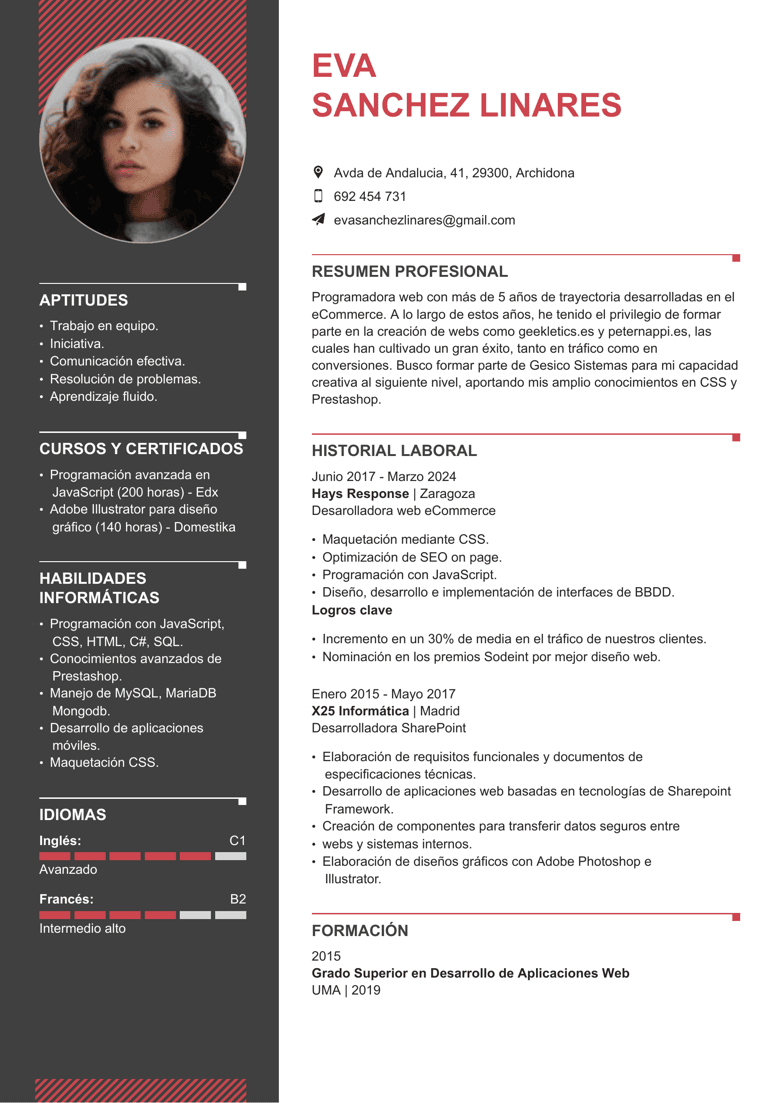 EVA
SANCHEZ LINARES
Avda de Andalucia, 41, 29300, Archidona
692 454 731
evasanchezlinares@gmail.com
APTITUDES
• Trabajo en equipo.
• Iniciativa.
• Comunicación efectiva.
• Resolución de problemas.
• Aprendizaje fluido.
CURSOS Y CERTIFICADOS
• Programación avanzada en
JavaScript (200 horas) - Edx
• Adobe Illustrator para diseño
gráfico (140 horas) - Domestika
HABILIDADES
INFORMÁTICAS
• Programación con JavaScript,
CSS, HTML, C#, SQL.
• Conocimientos avanzados de
Prestashop.
• Manejo de MySQL, MariaDB
Mongodb.
• Desarrollo de aplicaciones
móviles.
• Maquetación CSS.
IDIOMAS
Inglés: C1
Avanzado
Francés: B2
Intermedio alto
RESUMEN PROFESIONAL
Programadora web con más de 5 años de trayectoria desarrolladas en el
eCommerce. A lo largo de estos años, he tenido el privilegio de formar
parte en la creación de webs como geekletics.es y peternappi.es, las
cuales han cultivado un gran éxito, tanto en tráfico como en
conversiones. Busco formar parte de Gesico Sistemas para mi capacidad
creativa al siguiente nivel, aportando mis amplio conocimientos en CSS y
Prestashop.
HISTORIAL LABORAL
Junio 2017 - Marzo 2024
Hays Response | Zaragoza
Desarolladora web eCommerce
• Maquetación mediante CSS.
• Optimización de SEO on page.
• Programación con JavaScript.
• Diseño, desarrollo e implementación de interfaces de BBDD.
Logros clave
• Incremento en un 30% de media en el tráfico de nuestros clientes.
• Nominación en los premios Sodeint por mejor diseño web.
Enero 2015 - Mayo 2017
X25 Informática | Madrid
Desarrolladora SharePoint
• Elaboración de requisitos funcionales y documentos de
especificaciones técnicas.
• Desarrollo de aplicaciones web basadas en tecnologías de Sharepoint
Framework.
• Creación de componentes para transferir datos seguros entre
• webs y sistemas internos.
• Elaboración de diseños gráficos con Adobe Photoshop e
Illustrator.
FORMACIÓN
2015
Grado Superior en Desarrollo de Aplicaciones Web
UMA | 2019